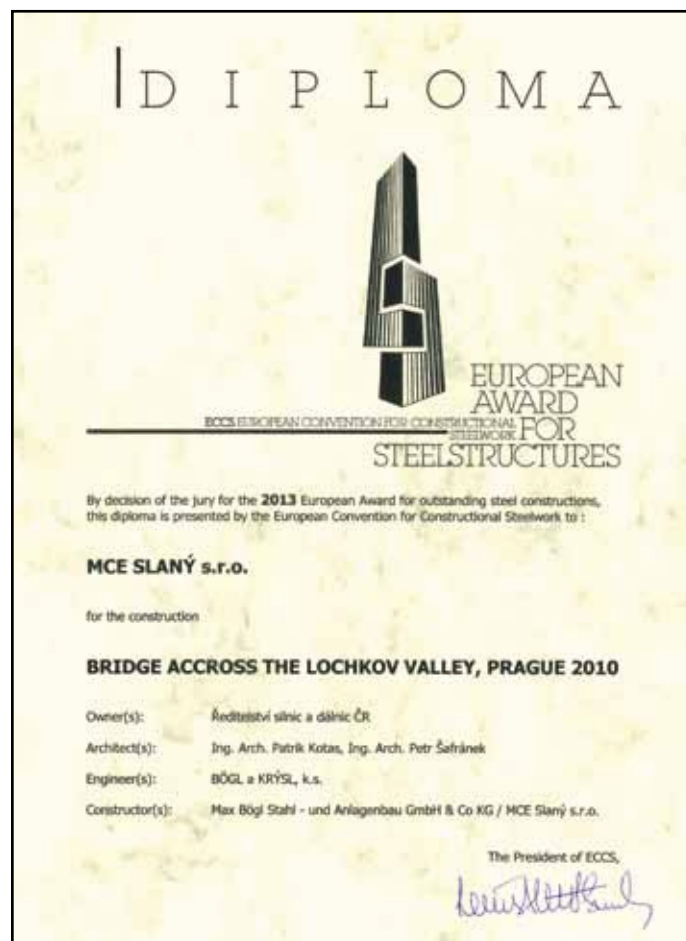 DIPLOMA
EUROPEAN
AWARD
ECCS EUROPEAN CONVENTION FOR CONSTRUCTIONAL
STEELWORK FOR
STEELSTRUCTURES
By decision of the jury for the 2013 European Award for outstanding steel constructions,
this diploma is presented by the European Convention for Constructional Steelwork to :
MCE SLANÝ s.r.o.
for the construction
BRIDGE ACCROSS THE LOCHKOV VALLEY, PRAGUE 2010
Owner(s): Ředitelství silnic a dálnic ČR
Architect(s): Ing. Arch. Patrik Kotas, Ing. Arch. Petr Šafránek
Engineer(s): BÖGL a KRÝSL, k.s.
Constructor(s): Max Bögl Stahl - und Anlagenbau GmbH & Co KG / MCE Slaný s.r.o.
The President of ECCS,